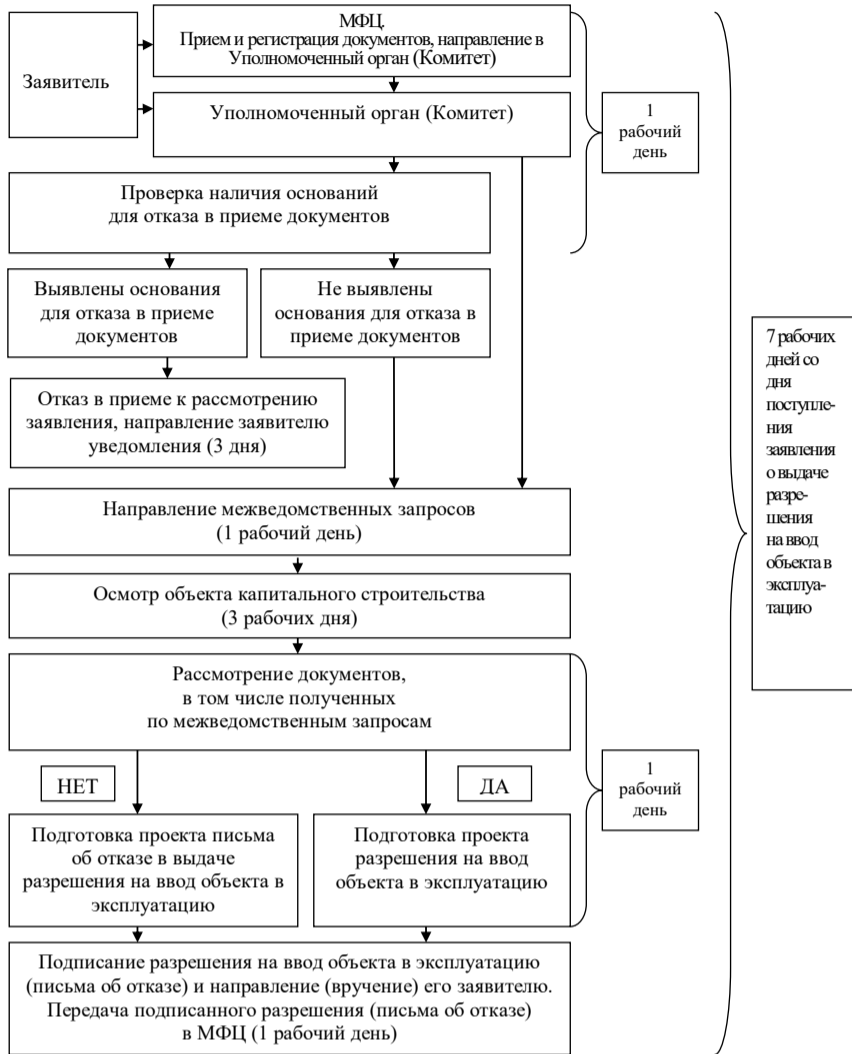 МФЦ.
Прием и регистрация документов, направление в
Уполномоченный орган (Комитет)
Заявитель
Уполномоченный орган (Комитет)
1
рабочий
день
Проверка наличия оснований
для отказа в приеме документов
Выявлены основания
для отказа в приеме
документов
Не выявлены
основания для отказа в
приеме документов
Отказ в приеме к рассмотрению
заявления, направление заявителю
уведомления (3 дня)
7 рабочих
дней со
дня
поступле-
ния
заявления
о выдаче
разре-
шения
на ввод
объекта в
эксплуа-
тацию
Направление межведомственных запросов
(1 рабочий день)
Осмотр объекта капитального строительства
(3 рабочих дня)
Рассмотрение документов,
в том числе полученных
по межведомственным запросам
НЕТ
ДА
1
рабочий
день
Подготовка проекта письма
об отказе в выдаче
разрешения на ввод объекта в
эксплуатацию
Подготовка проекта
разрешения на ввод
объекта в эксплуатацию
Подписание разрешения на ввод объекта в эксплуатацию
(письма об отказе) и направление (вручение) его заявителю.
Передача подписанного разрешения (письма об отказе)
в МФЦ (1 рабочий день)